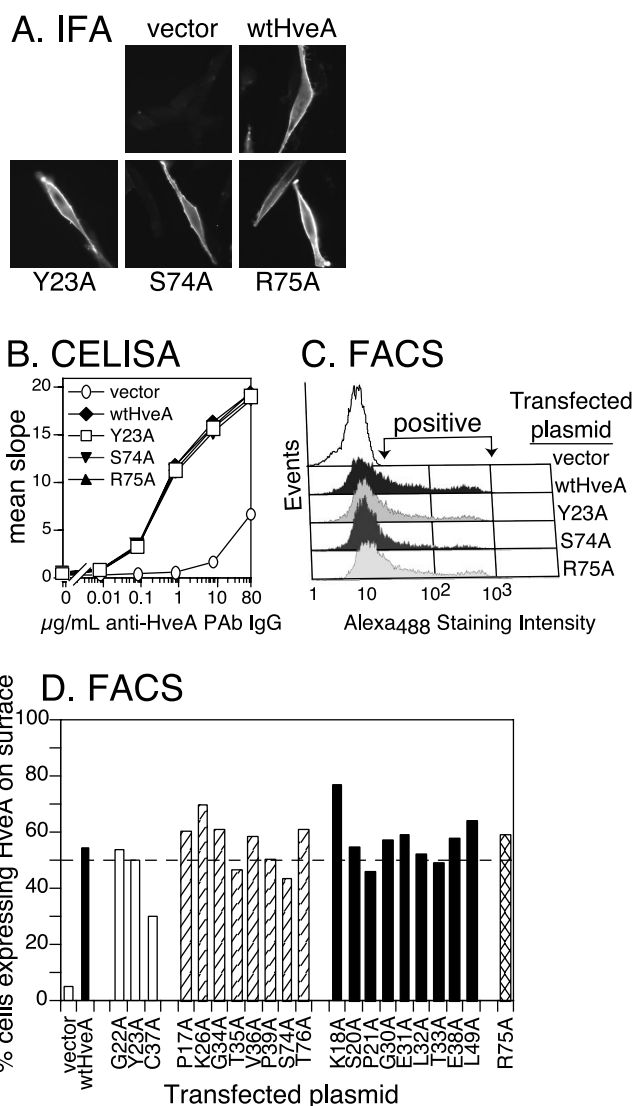 A. IFA
vector
wtHveA
Y23A
S74A
R75A
B. CELISA
mean slope
20
15
10
5
0
vector
wtHveA
Y23A
S74A
R75A
0
0.01
0.1
1
10
80
µg/mL anti-HveA PAb IgG
C. FACS
Events
positive
Transfected
plasmid
vector
wtHveA
Y23A
S74A
R75A
1
10
10²
10³
Alexa488 Staining Intensity
D. FACS
% cells expressing HveA on surface
100
80
60
40
20
0
vector
wtHveA
G22A
Y23A
C37A
P17A
K26A
G34A
T35A
V36A
P39A
S74A
T76A
K18A
S20A
P21A
G30A
E31A
L32A
T33A
E38A
L49A
R75A
Transfected plasmid